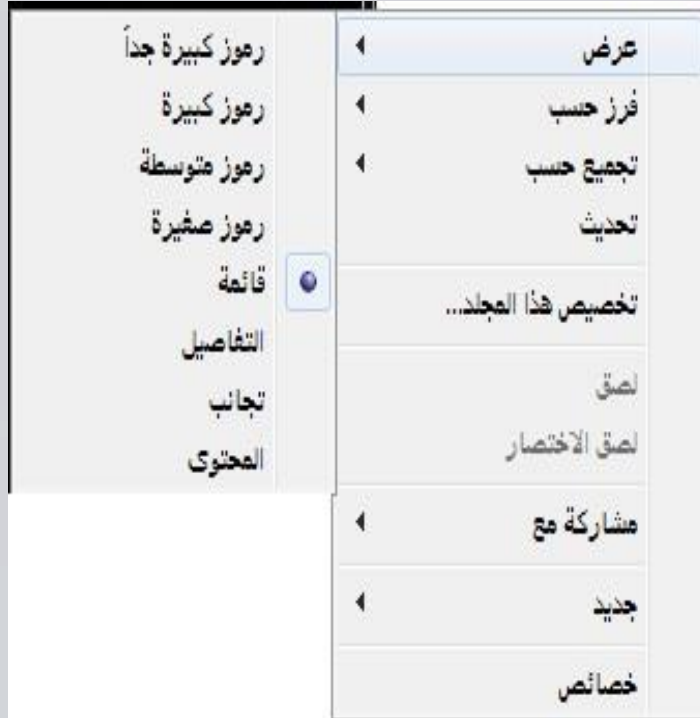 عرض
فرز حسب
تجميع حسب
تحديث
تخصيص هذا المجلد...
لصق
لصق الاختصار
مشاركة مع
جديد
خصائص
رموز كبيرة جداً
رموز كبيرة
رموز متوسطة
رموز صغيرة
قائمة
التفاصيل
تجانب
المحتوى